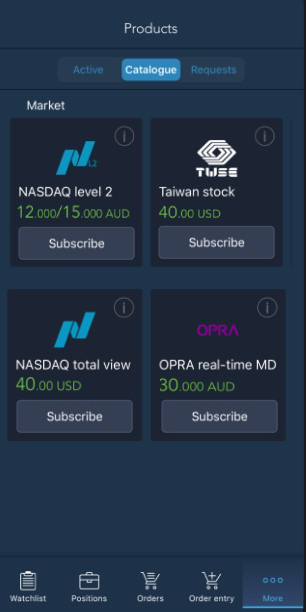 Products
Active Catalogue Requests
Market
L2
NASDAQ level 2
12.000/15.000 AUD
Subscribe
TWSE
Taiwan stock
40.00 USD
Subscribe
NASDAQ total view
40.00 USD
Subscribe
OPRA
OPRA real-time MD
30.000 AUD
Subscribe
Watchlist Positions Orders Order entry More